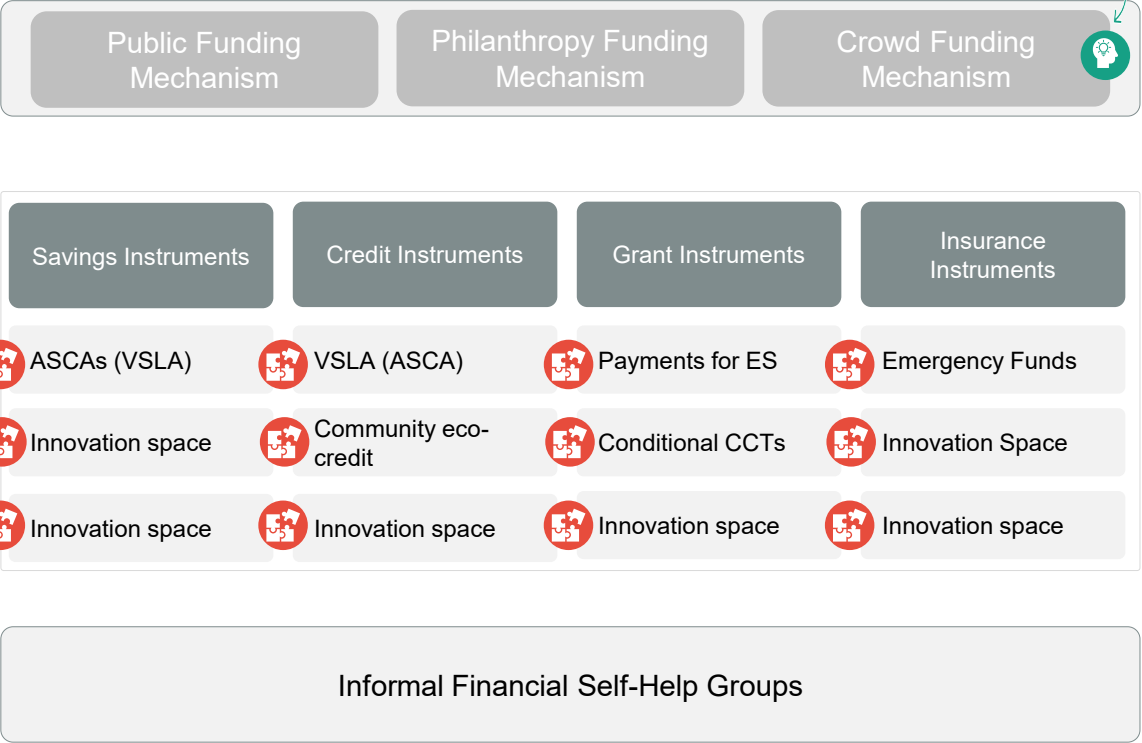 Public Funding
Mechanism
Philanthropy Funding
Mechanism
Crowd Funding
Mechanism
Savings Instruments
Credit Instruments
Grant Instruments
Insurance
Instruments
ASCAs (VSLA)
VSLA (ASCA)
Payments for ES
Emergency Funds
Innovation space
Community eco-
credit
Conditional CCTs
Innovation Space
Innovation space
Innovation space
Innovation space
Innovation space
Informal Financial Self-Help Groups